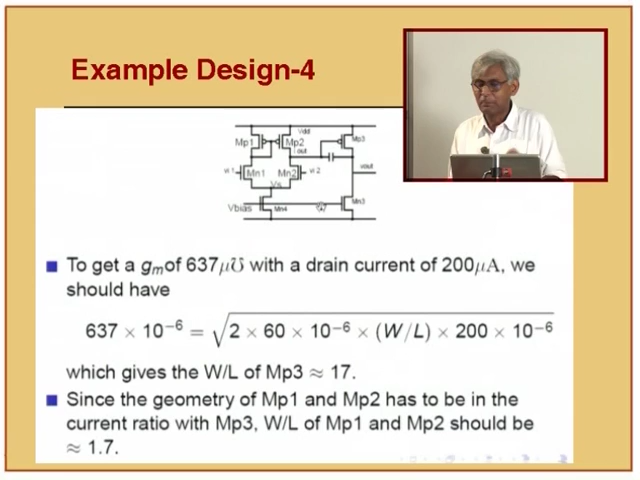 Example Design-4
Vdd
Mp1
Mp2
Mp3
vi 1
Mn1
Mn2
vi 2
Vs
Vbias
Mn4
Mn3
■ To get a gm of 637μ℧ with a drain current of 200μA, we
should have
637 × 10⁻⁶ = √(2 × 60 × 10⁻⁶ × (W/L) × 200 × 10⁻⁶)
which gives the W/L of Mp3 ≈ 17.
■ Since the geometry of Mp1 and Mp2 has to be in the
current ratio with Mp3, W/L of Mp1 and Mp2 should be
≈ 1.7.